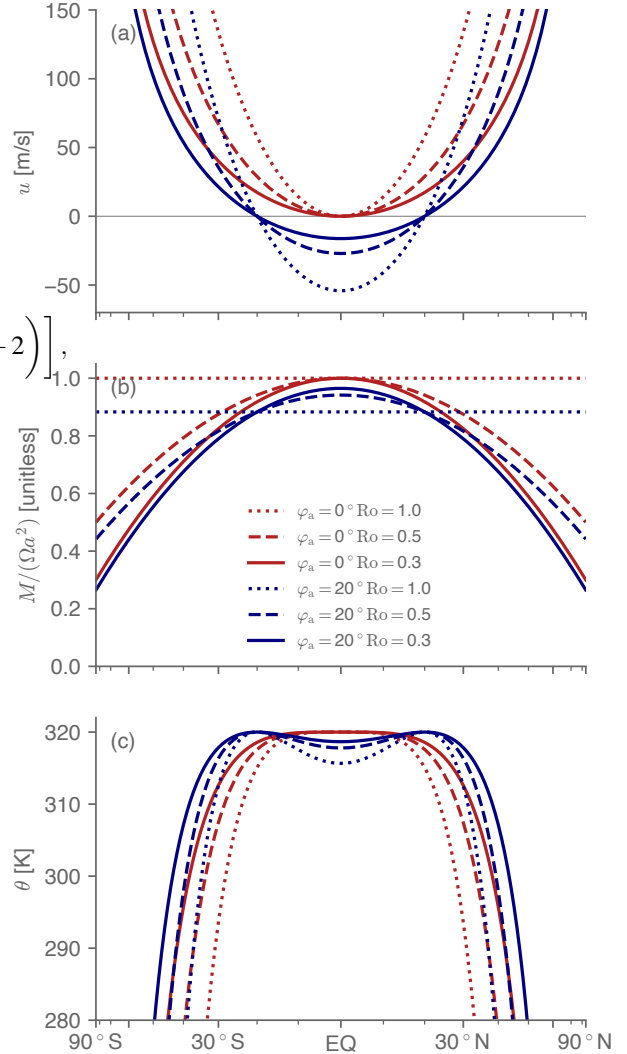 150
(a)
100
50
0
−50
u [m/s]
− 2)],
1.0
(b)
0.8
0.6
0.4
0.2
0.0
M/(Ωa²) [unitless]
φₐ = 0° Ro = 1.0
φₐ = 0° Ro = 0.5
φₐ = 0° Ro = 0.3
φₐ = 20° Ro = 1.0
φₐ = 20° Ro = 0.5
φₐ = 20° Ro = 0.3
320
(c)
310
300
290
280
θ [K]
90°S 30°S EQ 30°N 90°N